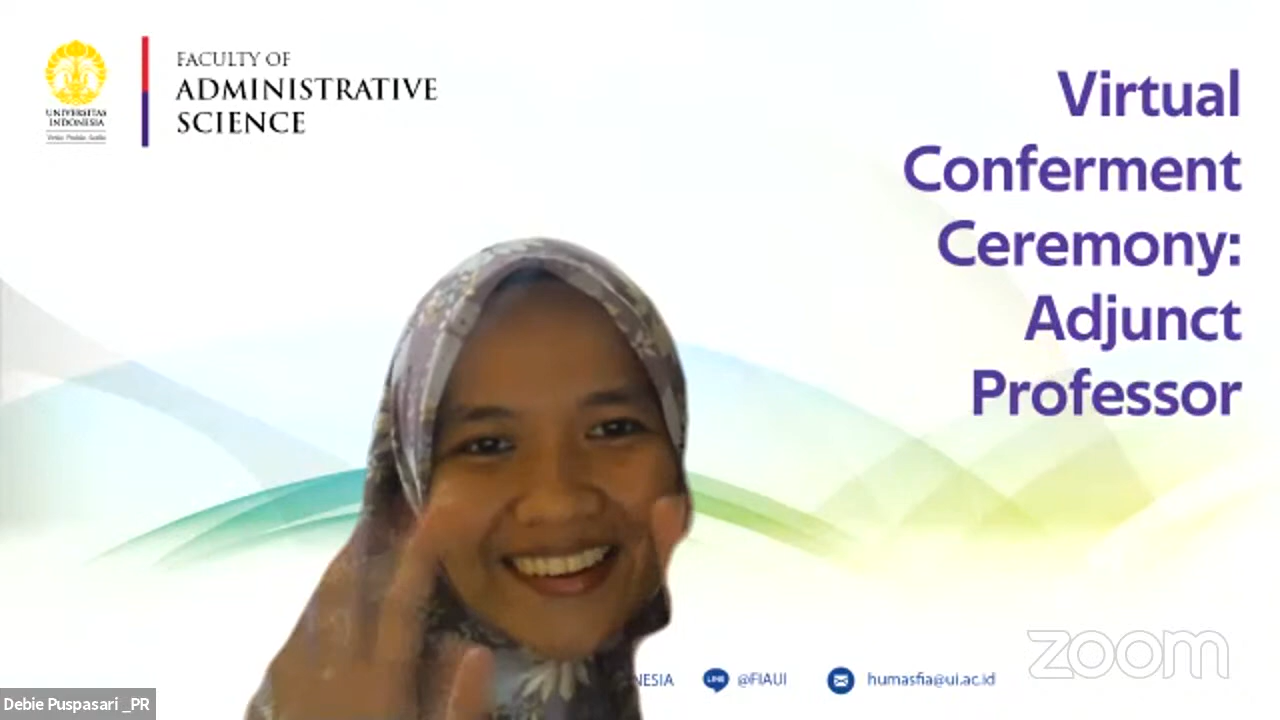 UNIVERSITAS
INDONESIA
FACULTY OF
ADMINISTRATIVE
SCIENCE
Virtual
Conferment
Ceremony:
Adjunct
Professor
NESIA
LINE
@FIAUI
humasfia@ui.ac.id
zoom
Debie Puspasari _PR